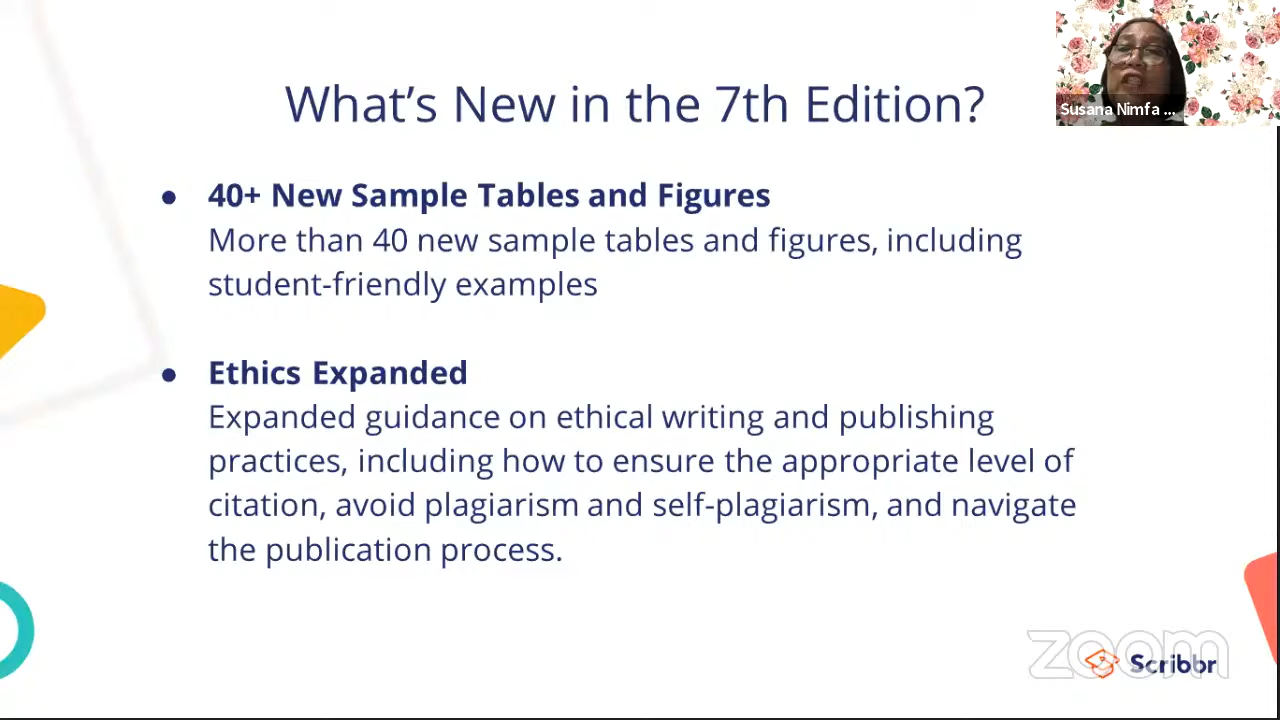 What's New in the 7th Edition?
Susana Nimfa ...
● 40+ New Sample Tables and Figures
More than 40 new sample tables and figures, including
student-friendly examples
● Ethics Expanded
Expanded guidance on ethical writing and publishing
practices, including how to ensure the appropriate level of
citation, avoid plagiarism and self-plagiarism, and navigate
the publication process.
zoom
Scribbr